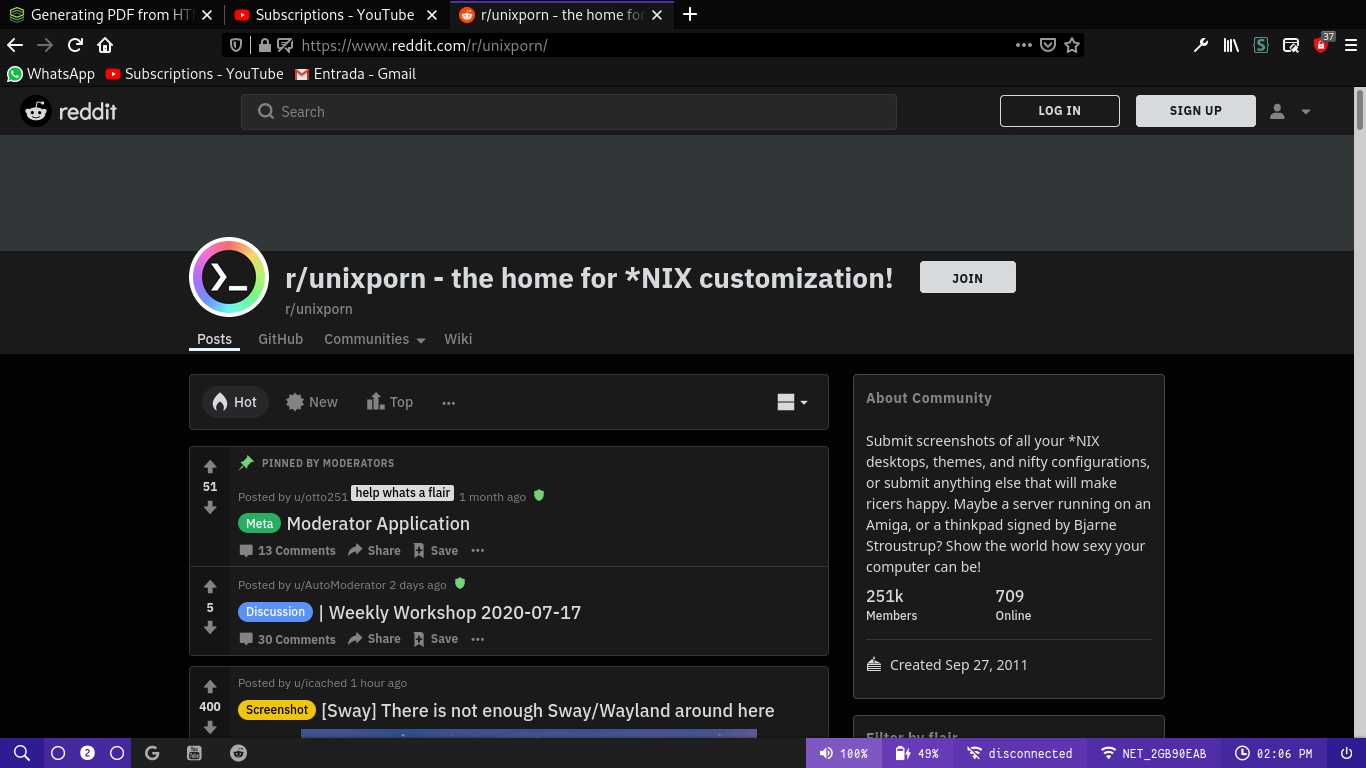 Generating PDF from HT
Subscriptions - YouTube
r/unixporn - the home for
37
https://www.reddit.com/r/unixporn/
WhatsApp
Subscriptions - YouTube
Entrada - Gmail
reddit
Search
LOG IN
SIGN UP
r/unixporn - the home for *NIX customization!
JOIN
r/unixporn
Posts
GitHub
Communities
Wiki
Hot
New
Top
PINNED BY MODERATORS
51
Posted by u/otto251 help whats a flair 1 month ago
Meta Moderator Application
13 Comments Share Save
Posted by u/AutoModerator 2 days ago
5
Discussion | Weekly Workshop 2020-07-17
30 Comments Share Save
Posted by u/icached 1 hour ago
400
Screenshot [Sway] There is not enough Sway/Wayland around here
About Community
Submit screenshots of all your *NIX
desktops, themes, and nifty configurations,
or submit anything else that will make
ricers happy. Maybe a server running on an
Amiga, or a thinkpad signed by Bjarne
Stroustrup? Show the world how sexy your
computer can be!
251k
Members
709
Online
Created Sep 27, 2011
Filter by flair
2
G
100%
49%
disconnected
NET_2GB90EAB
02:06 PM